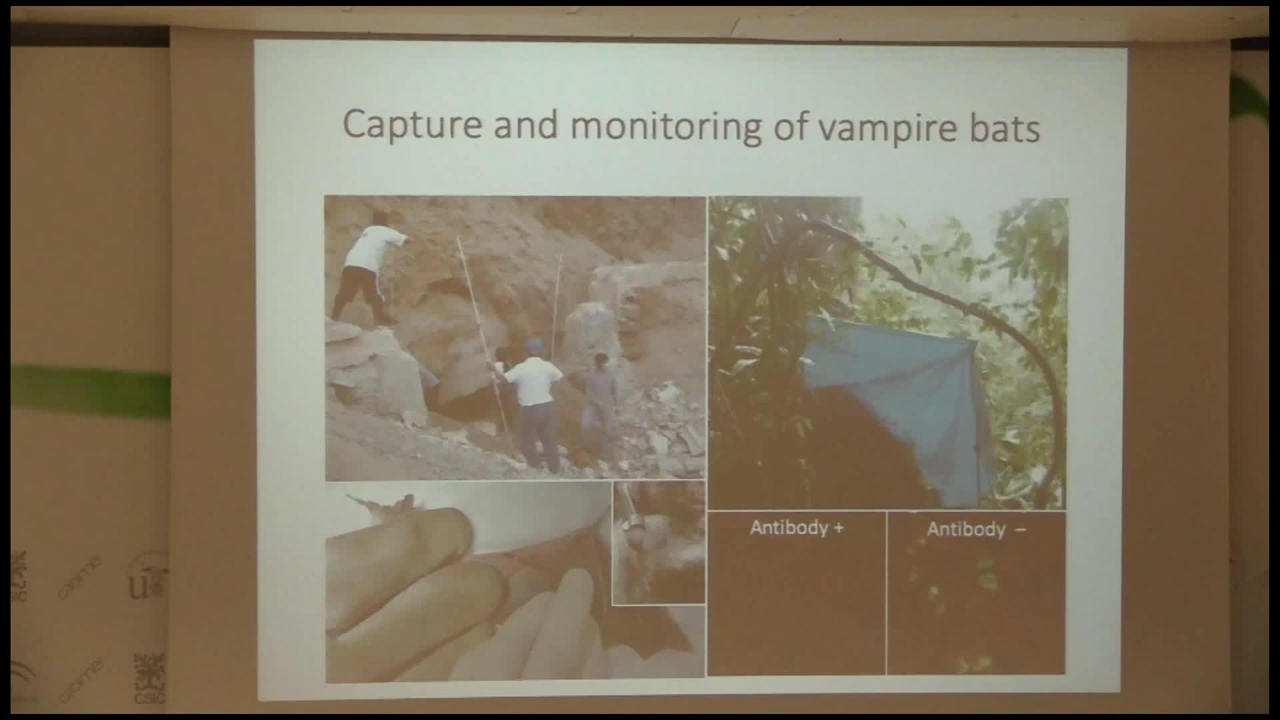 Capture and monitoring of vampire bats
Antibody +
Antibody –